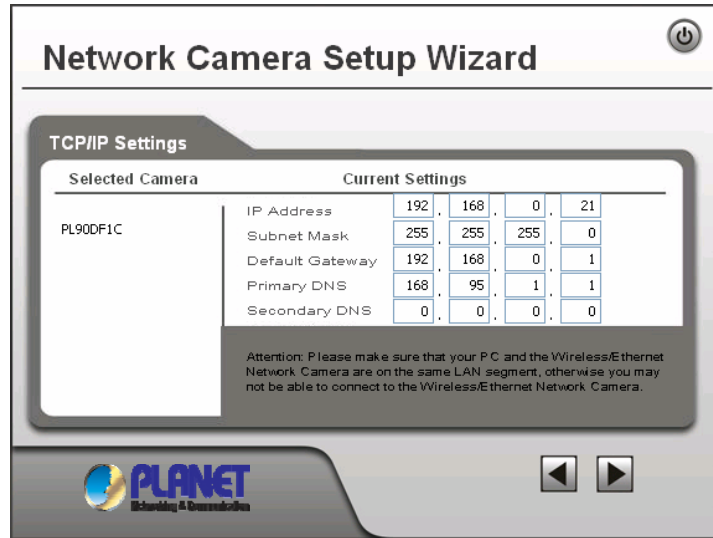 Network Camera Setup Wizard
TCP/IP Settings
Selected Camera
Current Settings
PL90DF1C
IP Address 192 . 168 . 0 . 21
Subnet Mask 255 . 255 . 255 . 0
Default Gateway 192 . 168 . 0 . 1
Primary DNS 168 . 95 . 1 . 1
Secondary DNS 0 . 0 . 0 . 0
Attention: Please make sure that your PC and the Wireless/Ethernet
Network Camera are on the same LAN segment, otherwise you may
not be able to connect to the Wireless/Ethernet Network Camera.
PLANET
Networking & Communication